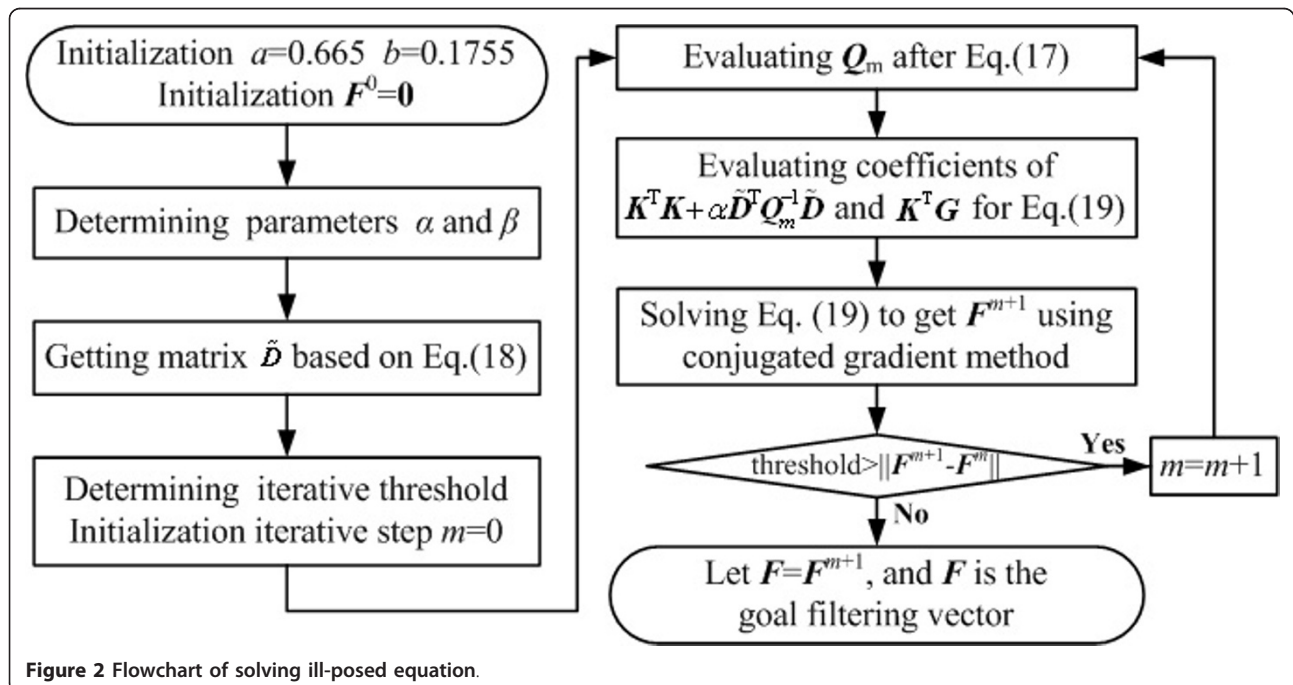 Initialization a=0.665 b=0.1755
Initialization F⁰=0
Determining parameters α and β
Getting matrix D̃ based on Eq.(18)
Determining iterative threshold
Initialization iterative step m=0
Evaluating Qₘ after Eq.(17)
Evaluating coefficients of
KᵀK+αD̃ᵀQₘ⁻¹D̃ and KᵀG for Eq.(19)
Solving Eq. (19) to get Fᵐ⁺¹ using
conjugated gradient method
threshold>||Fᵐ⁺¹-Fᵐ||
Yes
m=m+1
No
Let F=Fᵐ⁺¹, and F is the
goal filtering vector
Figure 2 Flowchart of solving ill-posed equation.